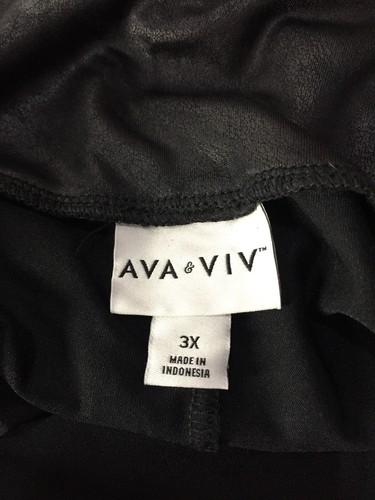 AVA & VIV™
3X
MADE IN
INDONESIA